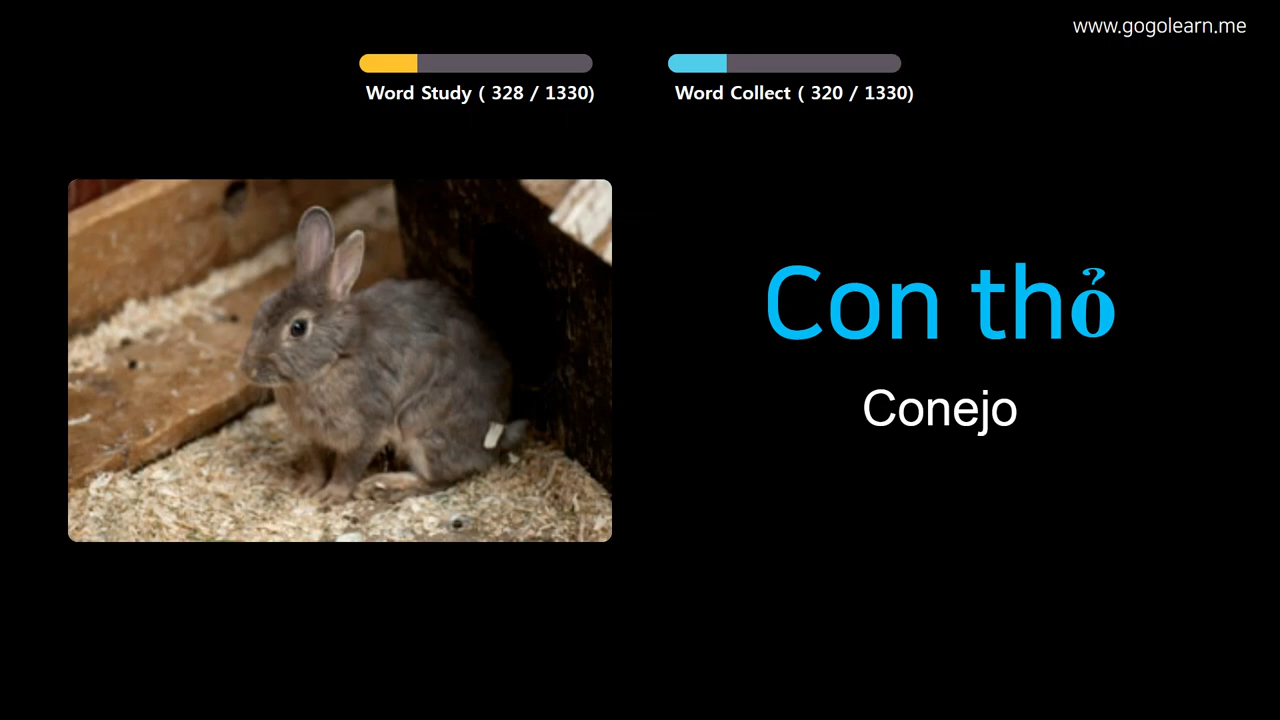 www.gogolearn.me
Word Study ( 328 / 1330)
Word Collect ( 320 / 1330)
Con thỏ
Conejo